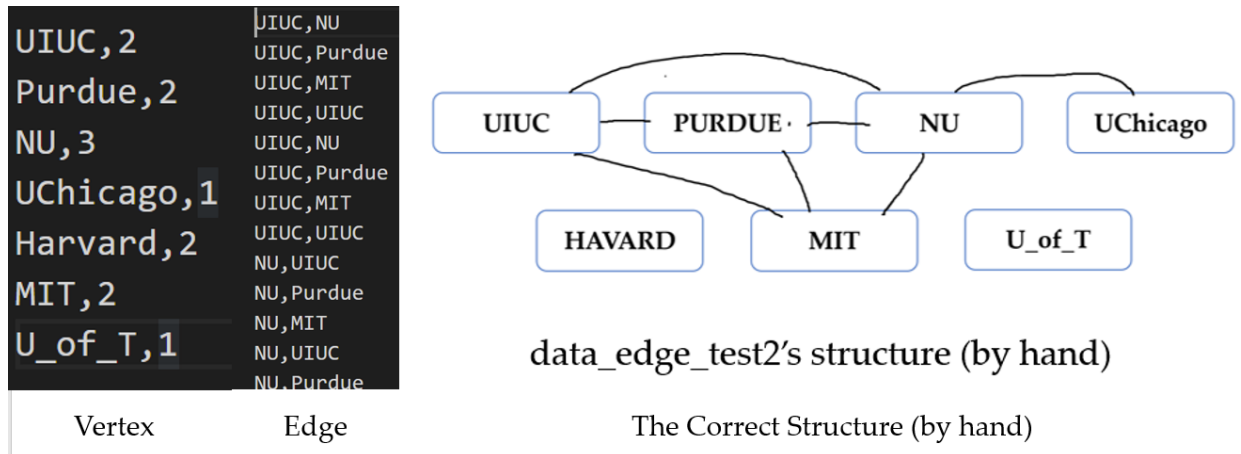 UIUC,2
Purdue,2
NU,3
UChicago,1
Harvard,2
MIT,2
U_of_T,1
UIUC,NU
UIUC,Purdue
UIUC,MIT
UIUC,UIUC
UIUC,NU
UIUC,Purdue
UIUC,MIT
UIUC,UIUC
NU,UIUC
NU,Purdue
NU,MIT
NU,UIUC
NU,Purdue
UIUC
PURDUE
NU
UChicago
HAVARD
MIT
U_of_T
data_edge_test2's structure (by hand)
Vertex
Edge
The Correct Structure (by hand)